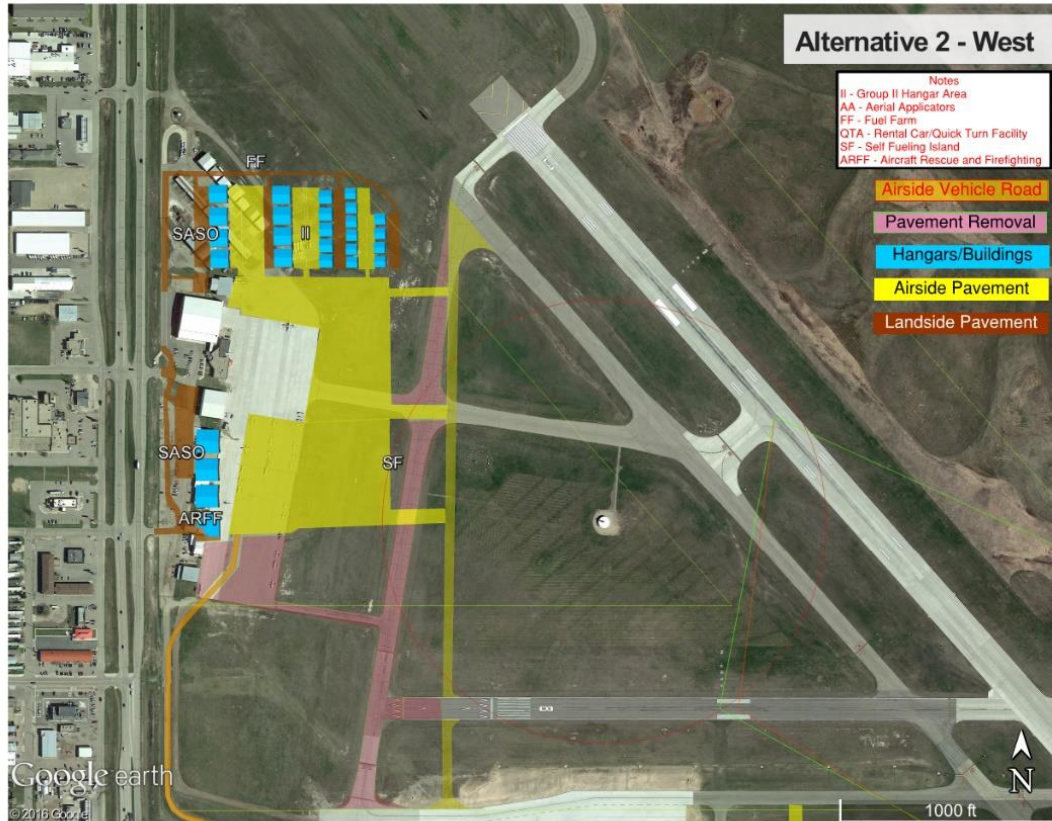 Alternative 2 - West
Notes
II - Group II Hangar Area
AA - Aerial Applicators
FF - Fuel Farm
QTA - Rental Car/Quick Turn Facility
SF - Self Fueling Island
ARFF - Aircraft Rescue and Firefighting
Airside Vehicle Road
Pavement Removal
Hangars/Buildings
Airside Pavement
Landside Pavement
FF
SASO
II
SASO
SF
ARFF
N
Google earth
© 2016 Google
1000 ft